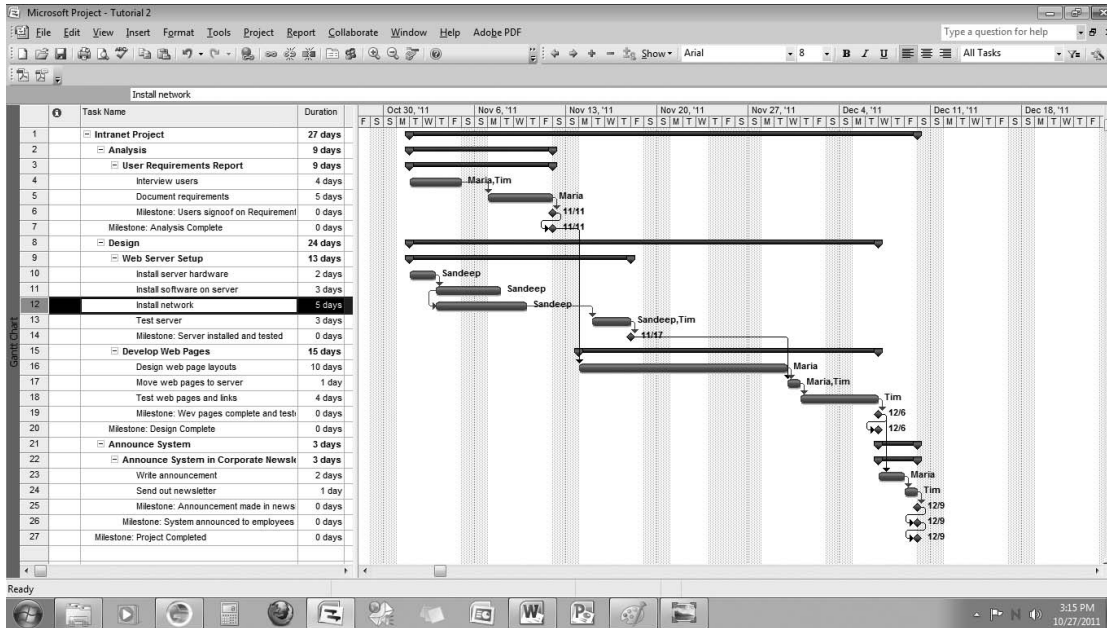 Microsoft Project - Tutorial 2
File Edit View Insert Format Tools Project Report Collaborate Window Help Adobe PDF Type a question for help
Show Arial 8 B I U All Tasks
Install network
Task Name Duration Oct 30, '11 Nov 6, '11 Nov 13, '11 Nov 20, '11 Nov 27, '11 Dec 4, '11 Dec 11, '11 Dec 18, '11
F S S M T W T F S S M T W T F S S M T W T F S S M T W T F S S M T W T F S S M T W T F S S M T W T F S S M T W T F
1 Intranet Project 27 days
2 Analysis 9 days
3 User Requirements Report 9 days
4 Interview users 4 days Maria,Tim
5 Document requirements 5 days Maria
6 Milestone: Users signoof on Requirement 0 days 11/11
7 Milestone: Analysis Complete 0 days 11/11
8 Design 24 days
9 Web Server Setup 13 days
10 Install server hardware 2 days Sandeep
11 Install software on server 3 days Sandeep
12 Install network 5 days Sandeep
13 Test server 3 days Sandeep,Tim
14 Milestone: Server installed and tested 0 days 11/17
15 Develop Web Pages 15 days
16 Design web page layouts 10 days Maria
17 Move web pages to server 1 day Maria,Tim
18 Test web pages and links 4 days Tim
19 Milestone: Wev pages complete and teste 0 days 12/6
20 Milestone: Design Complete 0 days 12/6
21 Announce System 3 days
22 Announce System in Corporate Newsle 3 days
23 Write announcement 2 days Maria
24 Send out newsletter 1 day Tim
25 Milestone: Announcement made in news 0 days 12/9
26 Milestone: System announced to employees 0 days 12/9
27 Milestone: Project Completed 0 days 12/9
Gantt Chart
Ready
3:15 PM
10/27/2011